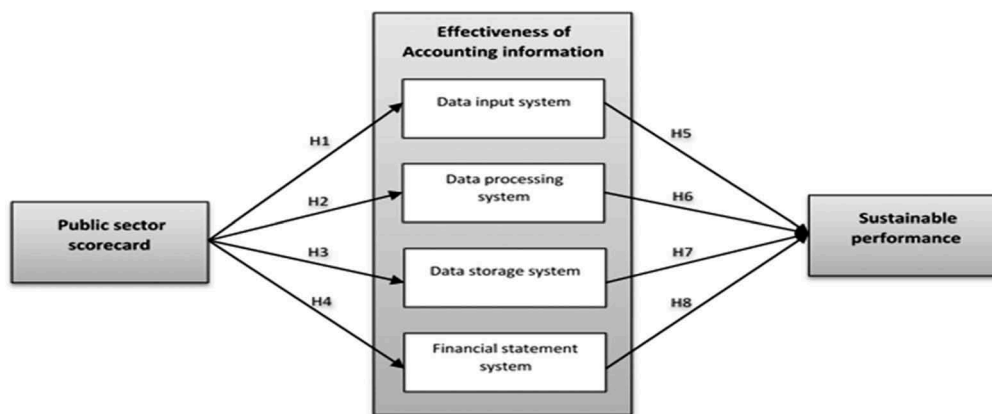 Effectiveness of
Accounting information
Data input system
H1
H5
Data processing
system
H2
H6
Public sector
scorecard
Sustainable
performance
H3
H7
Data storage system
H4
H8
Financial statement
system